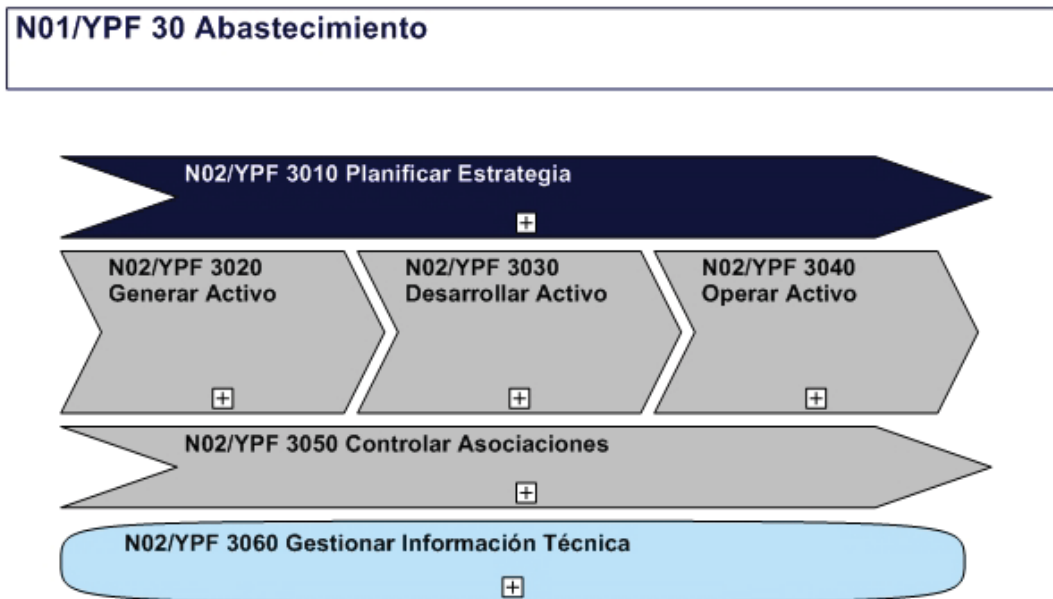 N01/YPF 30 Abastecimiento
N02/YPF 3010 Planificar Estrategia
N02/YPF 3020
Generar Activo
N02/YPF 3030
Desarrollar Activo
N02/YPF 3040
Operar Activo
N02/YPF 3050 Controlar Asociaciones
N02/YPF 3060 Gestionar Información Técnica